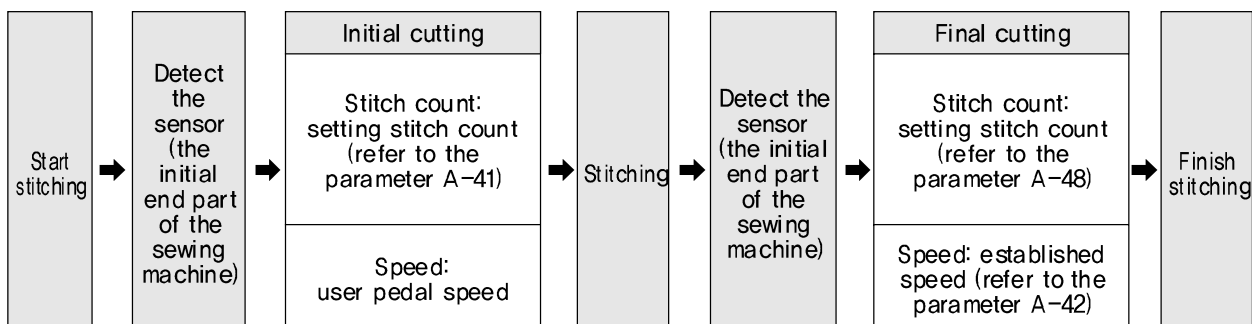 Start
stitching
Detect
the
sensor
(the
initial
end part
of the
sewing
machine)
Initial cutting
Stitch count:
setting stitch count
(refer to the
parameter A-41)
Speed:
user pedal speed
Stitching
Detect the
sensor
(the initial
end part
of the
sewing
machine)
Final cutting
Stitch count:
setting stitch count
(refer to the
parameter A-48)
Speed: established
speed (refer to the
parameter A-42)
Finish
stitching